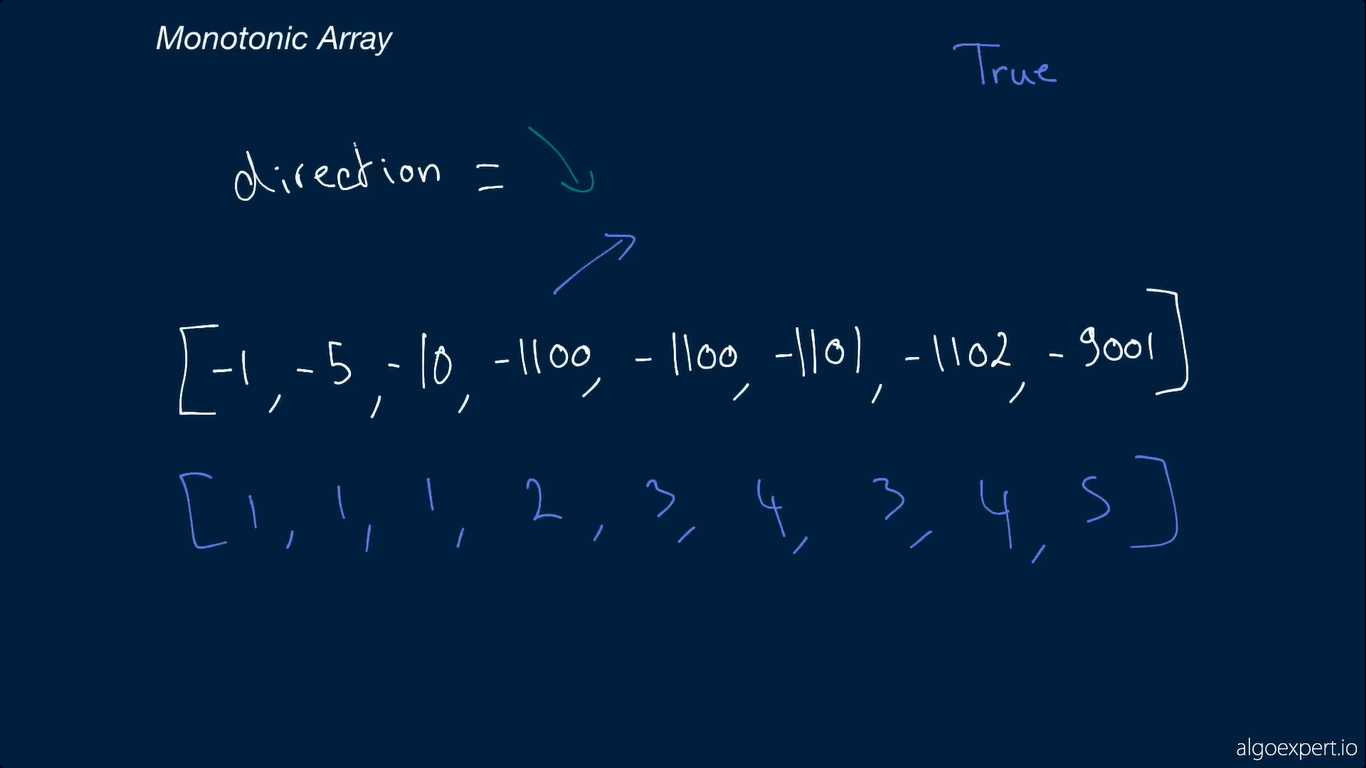 Monotonic Array
True
direction =
[-1, -5, -10, -1100, -1100, -1101, -1102, -9001]
[1, 1, 1, 2, 3, 4, 3, 4, 5]
algoexpert.io